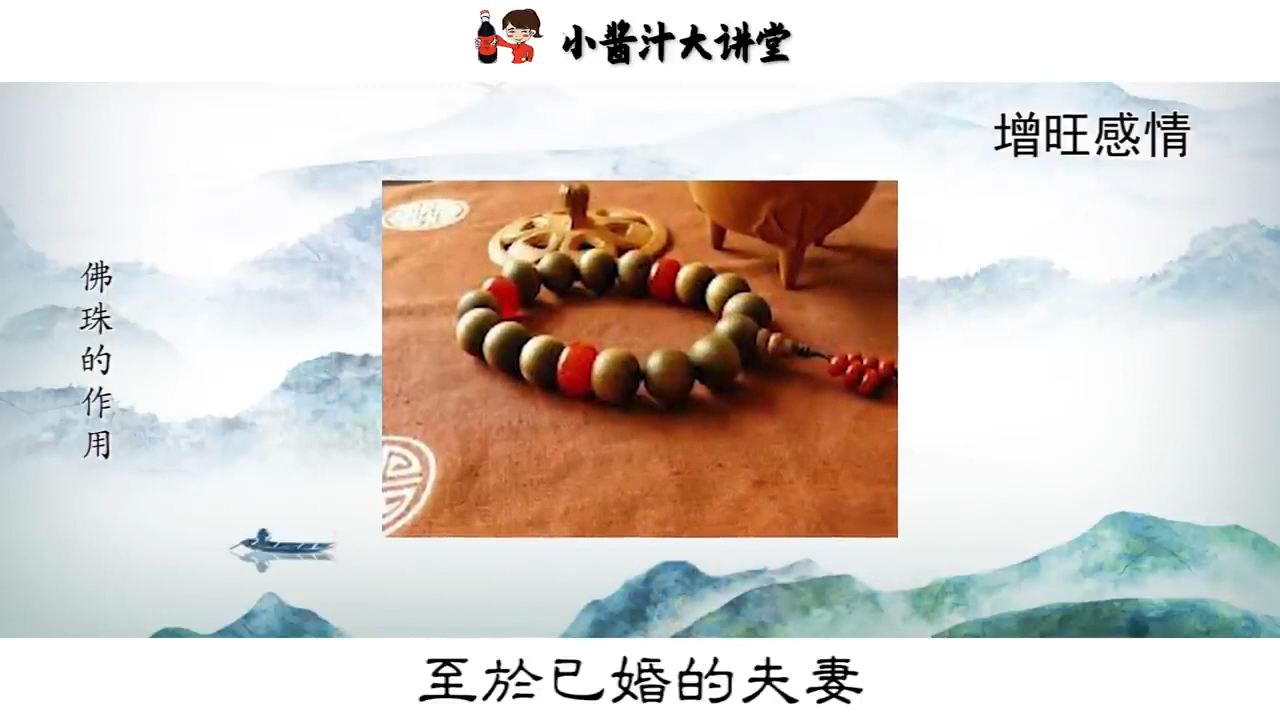 小酱汁大讲堂
增旺感情
佛珠的作用
至於已婚的夫妻